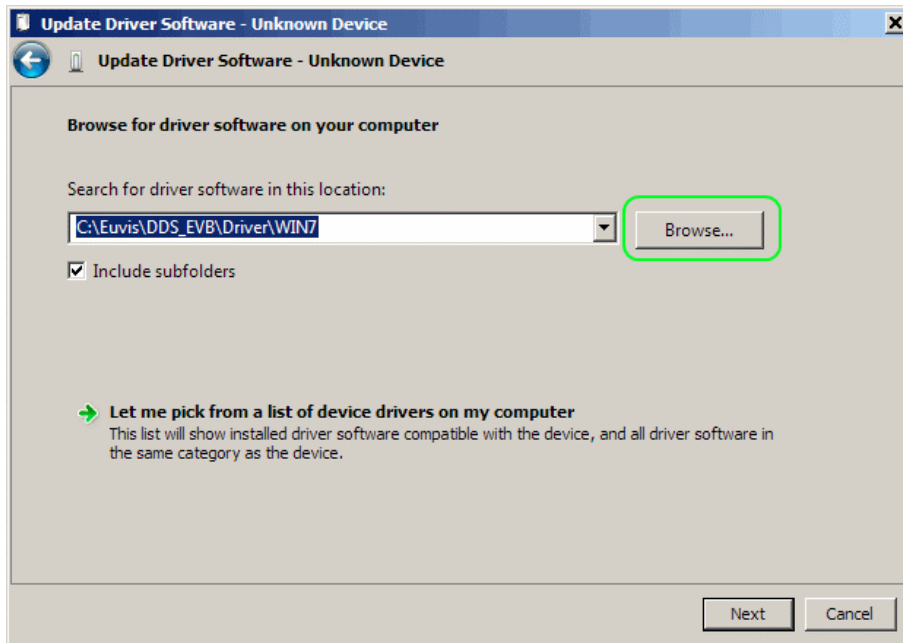 Update Driver Software - Unknown Device
Update Driver Software - Unknown Device
Browse for driver software on your computer
Search for driver software in this location:
C:\Euvis\DDS_EVB\Driver\WIN7
Browse...
Include subfolders
Let me pick from a list of device drivers on my computer
This list will show installed driver software compatible with the device, and all driver software in
the same category as the device.
Next
Cancel